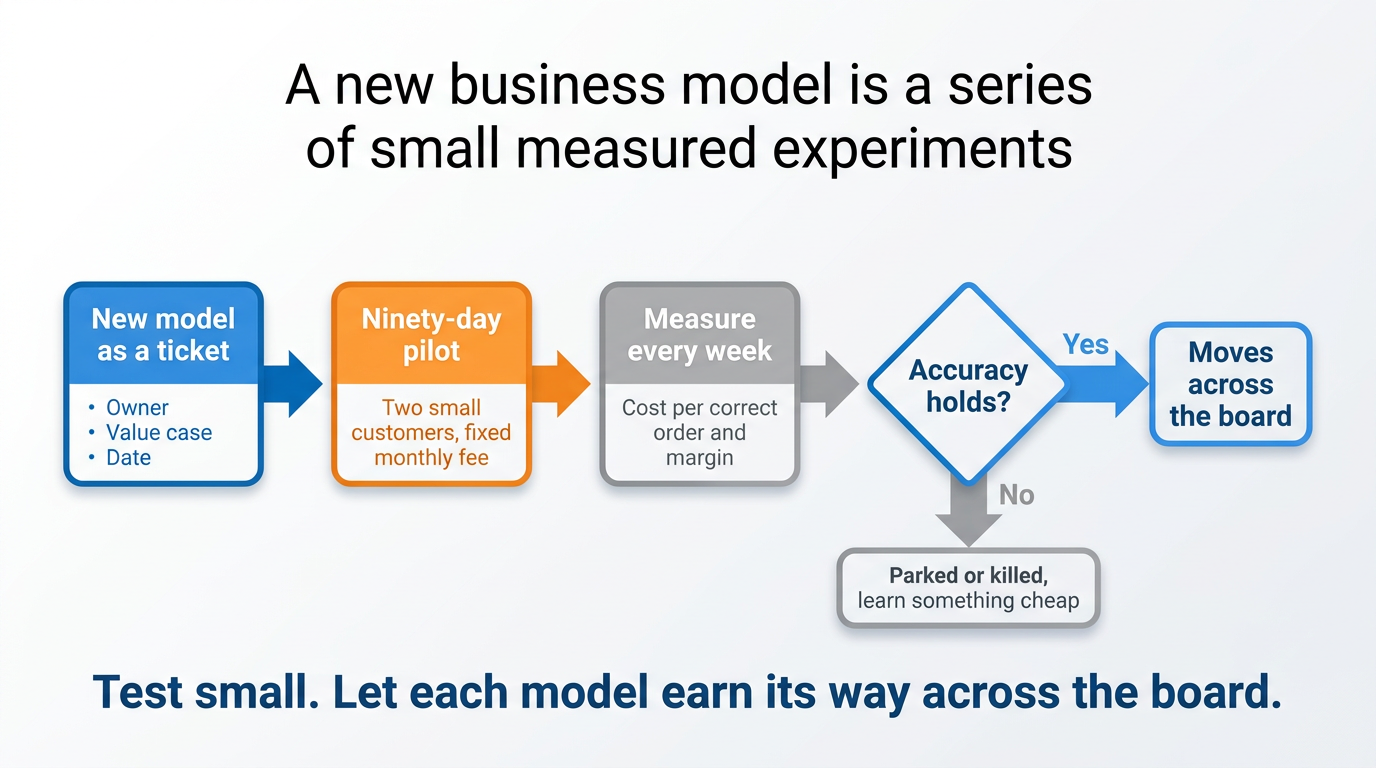 A new business model is a series
of small measured experiments
New model
as a ticket
• Owner
• Value case
• Date
Ninety-day
pilot
Two small
customers, fixed
monthly fee
Measure
every week
Cost per correct
order and
margin
Accuracy
holds?
Yes
Moves
across
the board
No
Parked or killed,
learn something cheap
Test small. Let each model earn its way across the board.